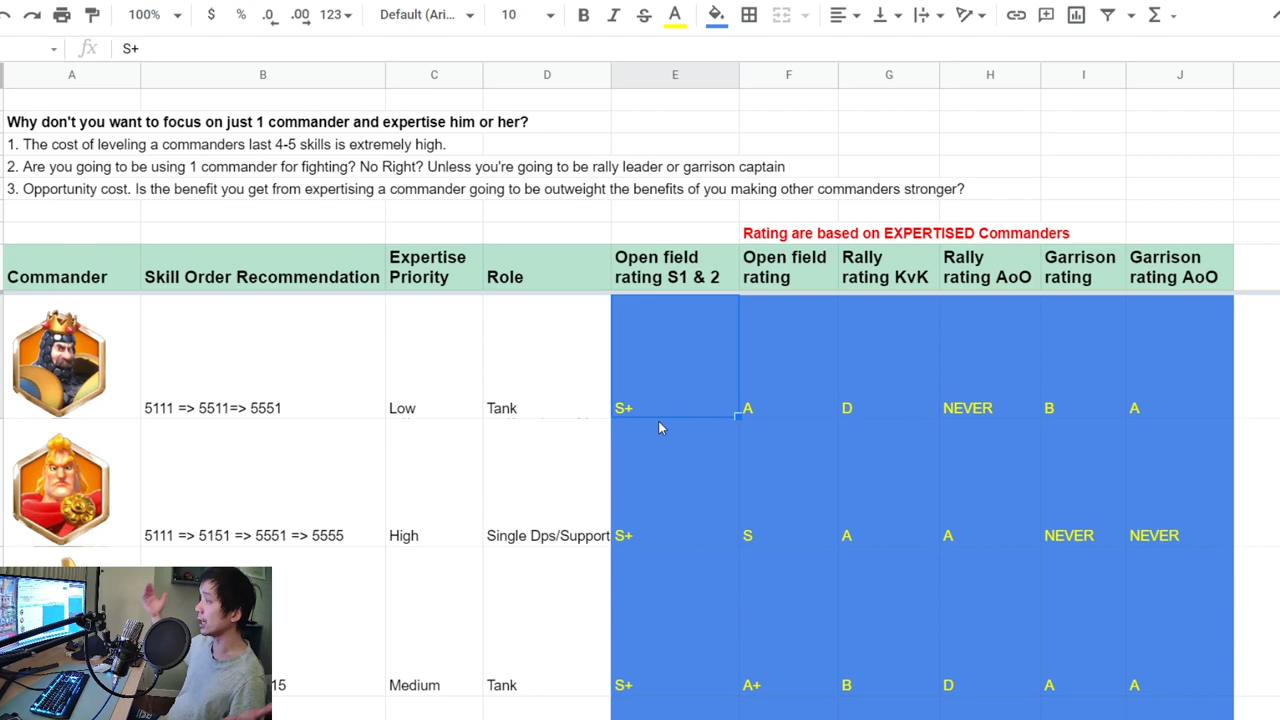 100% $ % .0 .00 123 Default (Ari... 10 B I S A
fx S+
A B C D E F G H I J
Why don't you want to focus on just 1 commander and expertise him or her?
1. The cost of leveling a commanders last 4-5 skills is extremely high.
2. Are you going to be using 1 commander for fighting? No Right? Unless you're going to be rally leader or garrison captain
3. Opportunity cost. Is the benefit you get from expertising a commander going to be outweight the benefits of you making other commanders stronger?
Rating are based on EXPERTISED Commanders
Commander Skill Order Recommendation Expertise Priority Role Open field rating S1 & 2 Open field rating Rally rating KvK Rally rating AoO Garrison rating Garrison rating AoO
5111 => 5511=> 5551 Low Tank S+ A D NEVER B A
5111 => 5151 => 5551 => 5555 High Single Dps/Support S+ S A A NEVER NEVER
15 Medium Tank S+ A+ B D A A